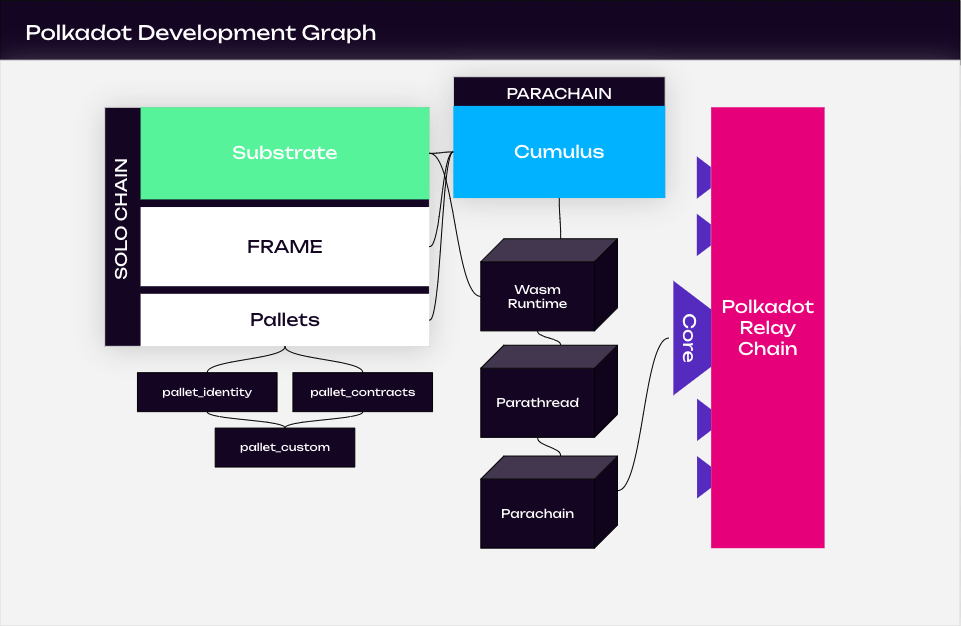 Polkadot Development Graph
SOLO CHAIN
Substrate
FRAME
Pallets
pallet_identity
pallet_contracts
pallet_custom
PARACHAIN
Cumulus
Wasm
Runtime
Parathread
Parachain
Core
Polkadot
Relay
Chain